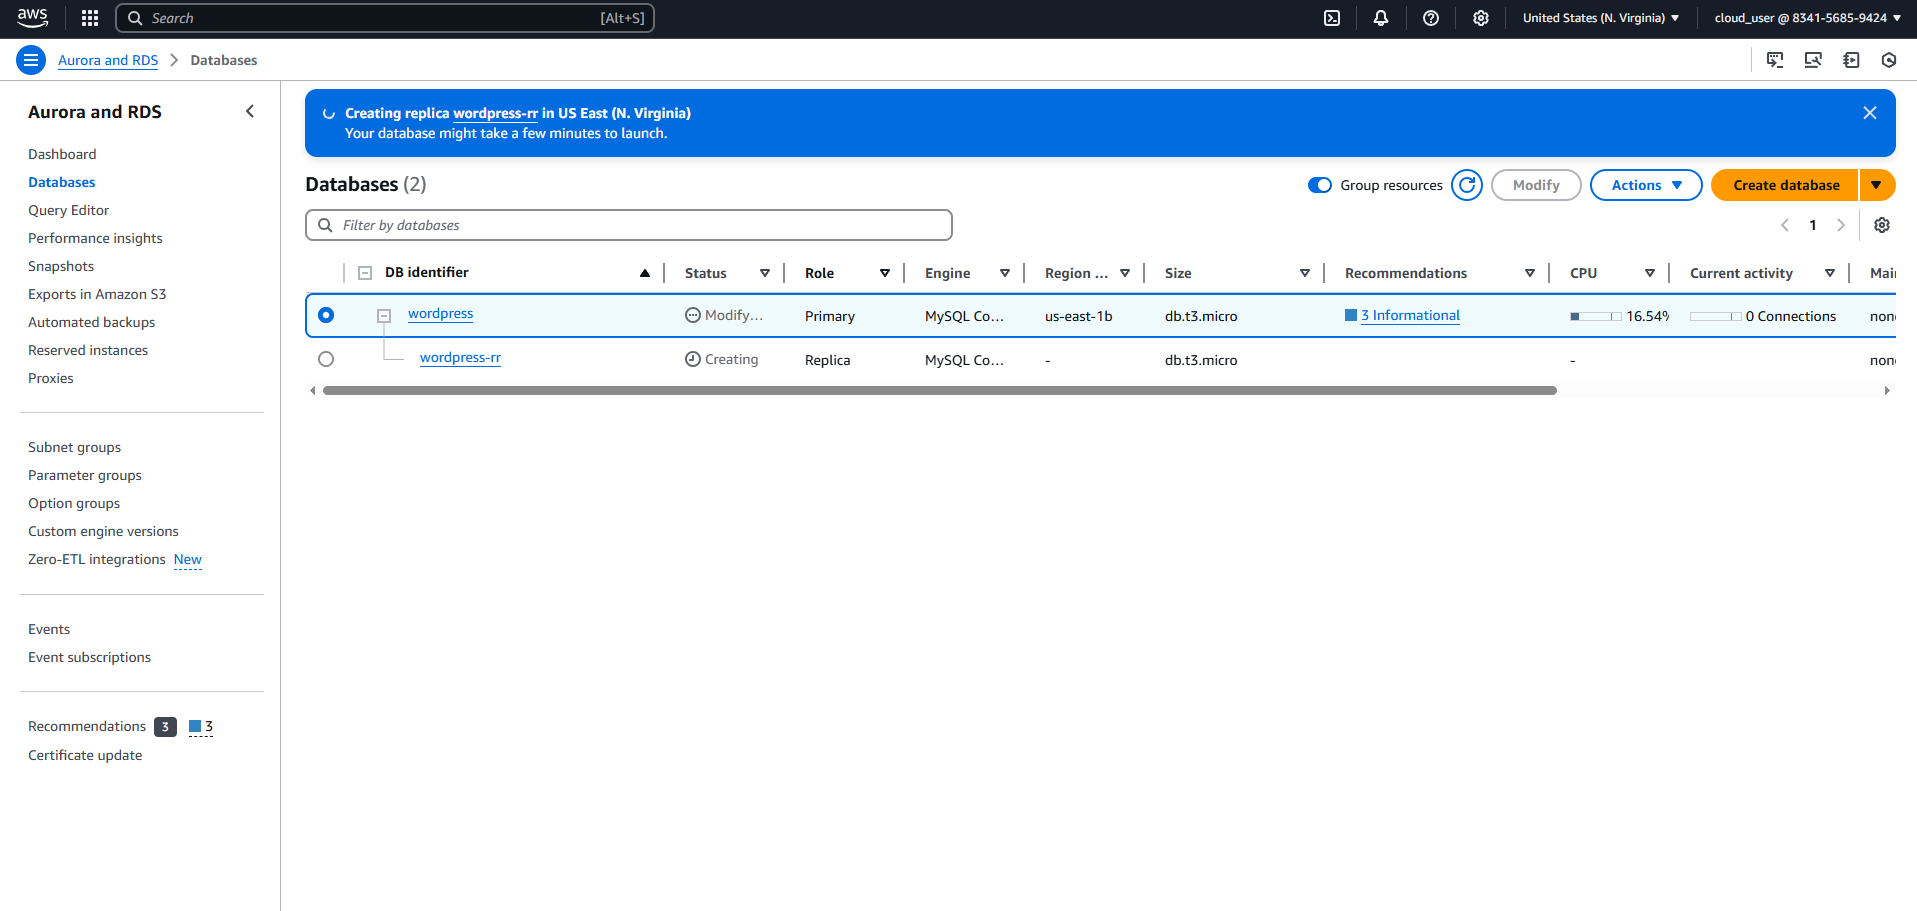 aws
Search [Alt+S]
United States (N. Virginia) cloud_user @ 8341-5685-9424
Aurora and RDS > Databases
Aurora and RDS
Dashboard
Databases
Query Editor
Performance insights
Snapshots
Exports in Amazon S3
Automated backups
Reserved instances
Proxies
Subnet groups
Parameter groups
Option groups
Custom engine versions
Zero-ETL integrations New
Events
Event subscriptions
Recommendations 3 3
Certificate update
Creating replica wordpress-rr in US East (N. Virginia)
Your database might take a few minutes to launch.
Databases (2)
Group resources Modify Actions Create database
Filter by databases
1
DB identifier Status Role Engine Region ... Size Recommendations CPU Current activity Mai
wordpress Modify... Primary MySQL Co... us-east-1b db.t3.micro 3 Informational 16.54% 0 Connections non
wordpress-rr Creating Replica MySQL Co... - db.t3.micro - non